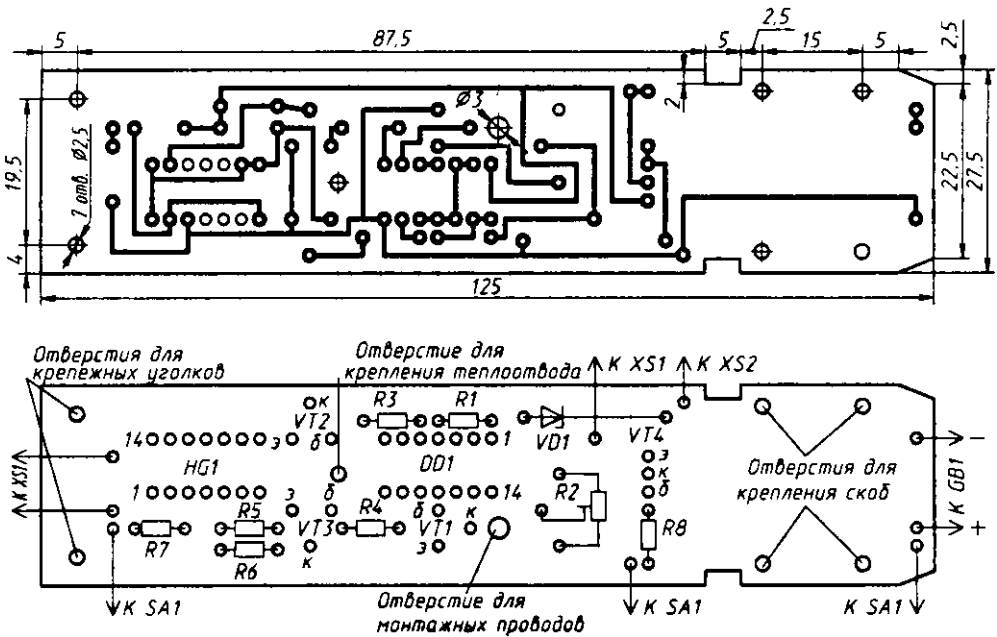 5
87,5
5
2,5
15
5
2,5
Ø3
2
19,5
7 отв. Ø2,5
22,5
27,5
4
125
Отверстия для
крепежных уголков
Отверстие для
крепления теплоотвода
К XS1
К XS2
R3
R1
к
VT2
VD1
VT4
14
э
б
1
э
К XS1
HG1
DD1
к
Отверстия для
крепления скоб
–
К GB1
1
э
б
14
R2
б
R5
R4
б
к
VT3
VT1
R7
R8
+
R6
к
э
К SA1
Отверстие для
монтажных проводов
К SA1
К SA1